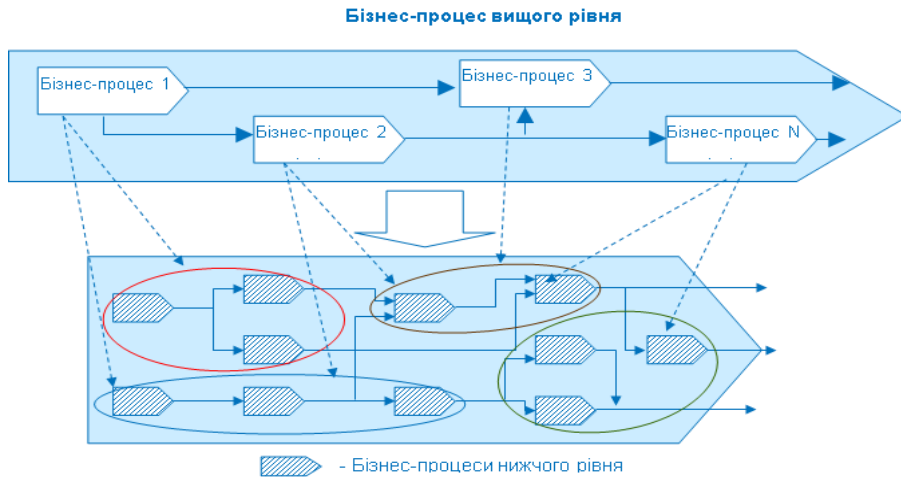 Бізнес-процес вищого рівня
Бізнес-процес 1
Бізнес-процес 3
Бізнес-процес 2
Бізнес-процес N
- Бізнес-процеси нижчого рівня